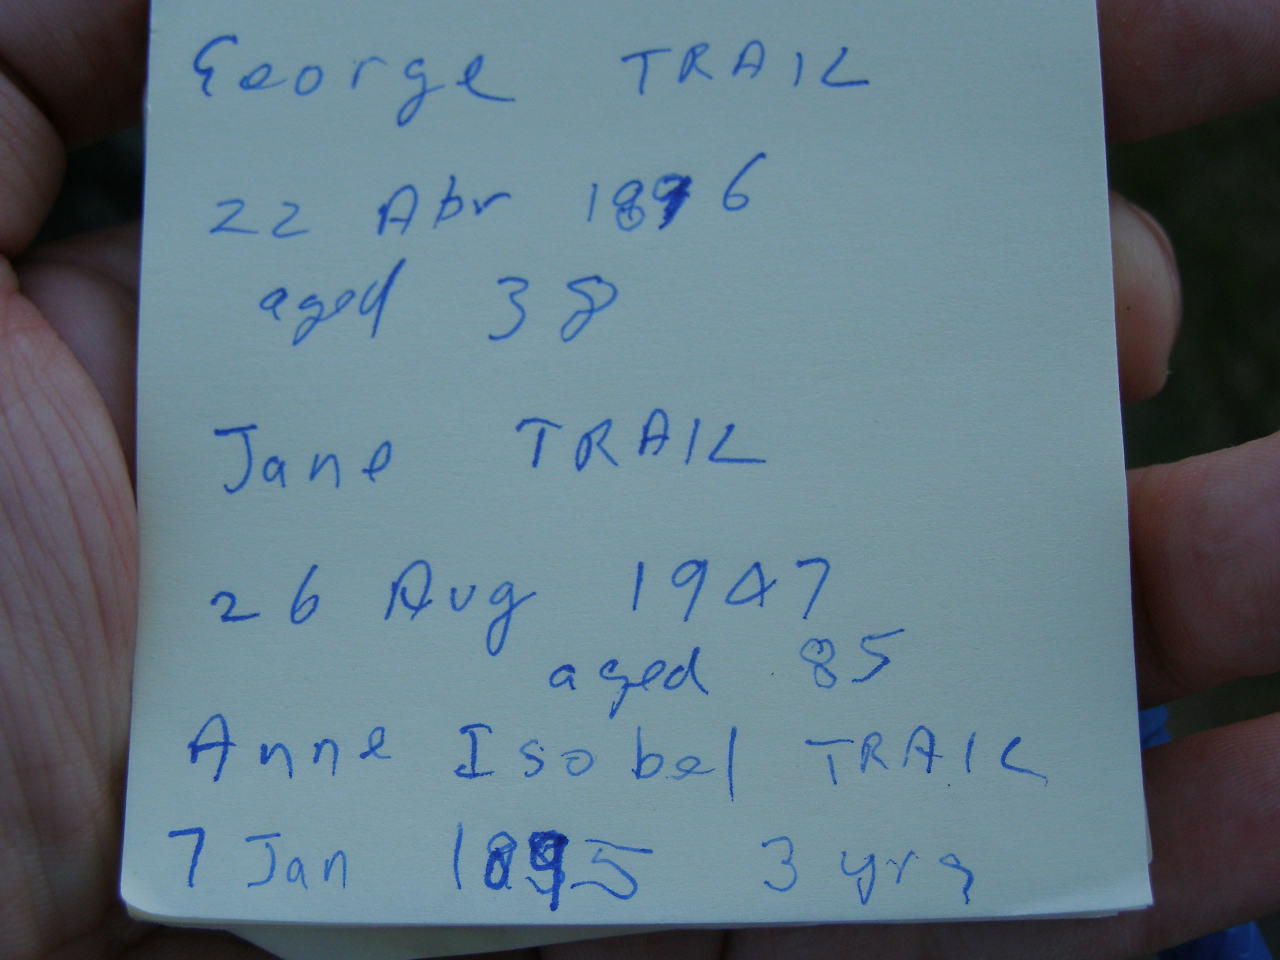 George TRAIL
22 Apr 1896
aged 38
Jane TRAIL
26 Aug 1947
aged 85
Anne Isobel TRAIL
7 Jan 1895 3 yrs